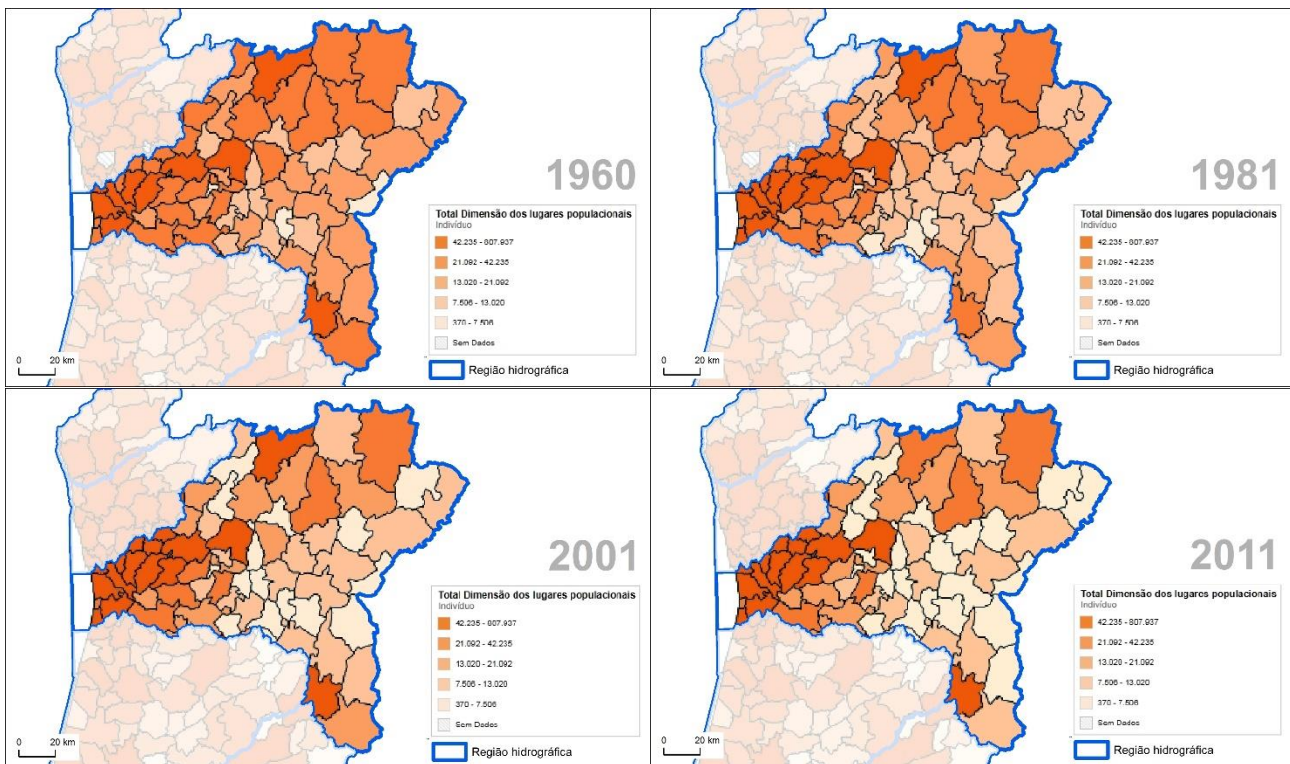 1960
Total Dimensão dos lugares populacionais
Indivíduo
42.235 - 807.937
21.092 - 42.235
13.020 - 21.092
7.506 - 13.020
370 - 7.506
Sem Dados
Região hidrográfica
0 20 km
1981
Total Dimensão dos lugares populacionais
Indivíduo
42.235 - 807.937
21.092 - 42.235
13.020 - 21.092
7.506 - 13.020
370 - 7.506
Sem Dados
Região hidrográfica
0 20 km
2001
Total Dimensão dos lugares populacionais
Indivíduo
42.235 - 807.937
21.092 - 42.235
13.020 - 21.092
7.506 - 13.020
370 - 7.506
Sem Dados
Região hidrográfica
0 20 km
2011
Total Dimensão dos lugares populacionais
Indivíduo
42.235 - 807.937
21.092 - 42.235
13.020 - 21.092
7.506 - 13.020
370 - 7.506
Sem Dados
Região hidrográfica
0 20 km